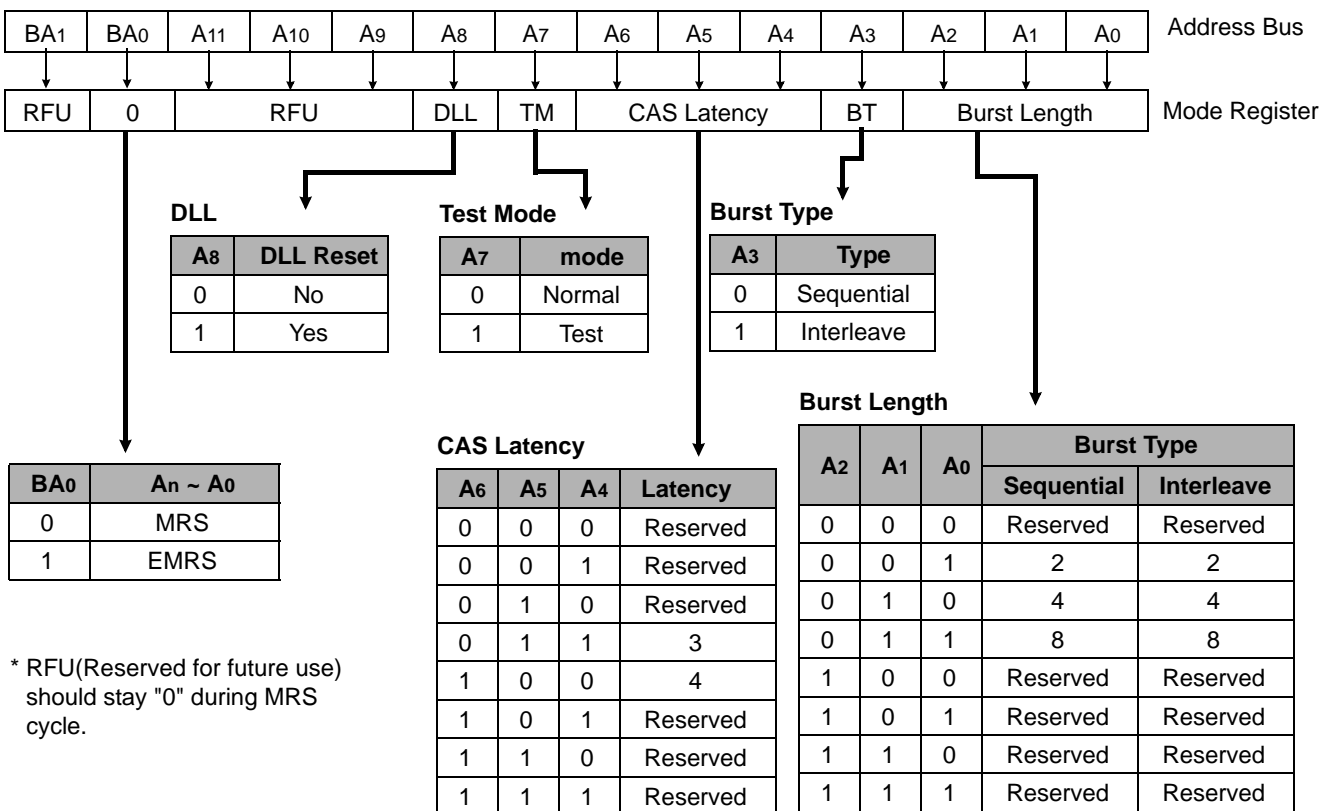 BA1 BA0 A11 A10 A9 A8 A7 A6 A5 A4 A3 A2 A1 A0 Address Bus
RFU 0 RFU DLL TM CAS Latency BT Burst Length Mode Register
DLL
A8 DLL Reset
0 No
1 Yes
Test Mode
A7 mode
0 Normal
1 Test
Burst Type
A3 Type
0 Sequential
1 Interleave
BA0 An ~ A0
0 MRS
1 EMRS
* RFU(Reserved for future use)
should stay "0" during MRS
cycle.
CAS Latency
A6 A5 A4 Latency
0 0 0 Reserved
0 0 1 Reserved
0 1 0 Reserved
0 1 1 3
1 0 0 4
1 0 1 Reserved
1 1 0 Reserved
1 1 1 Reserved
Burst Length
A2 A1 A0 Burst Type
Sequential Interleave
0 0 0 Reserved Reserved
0 0 1 2 2
0 1 0 4 4
0 1 1 8 8
1 0 0 Reserved Reserved
1 0 1 Reserved Reserved
1 1 0 Reserved Reserved
1 1 1 Reserved Reserved